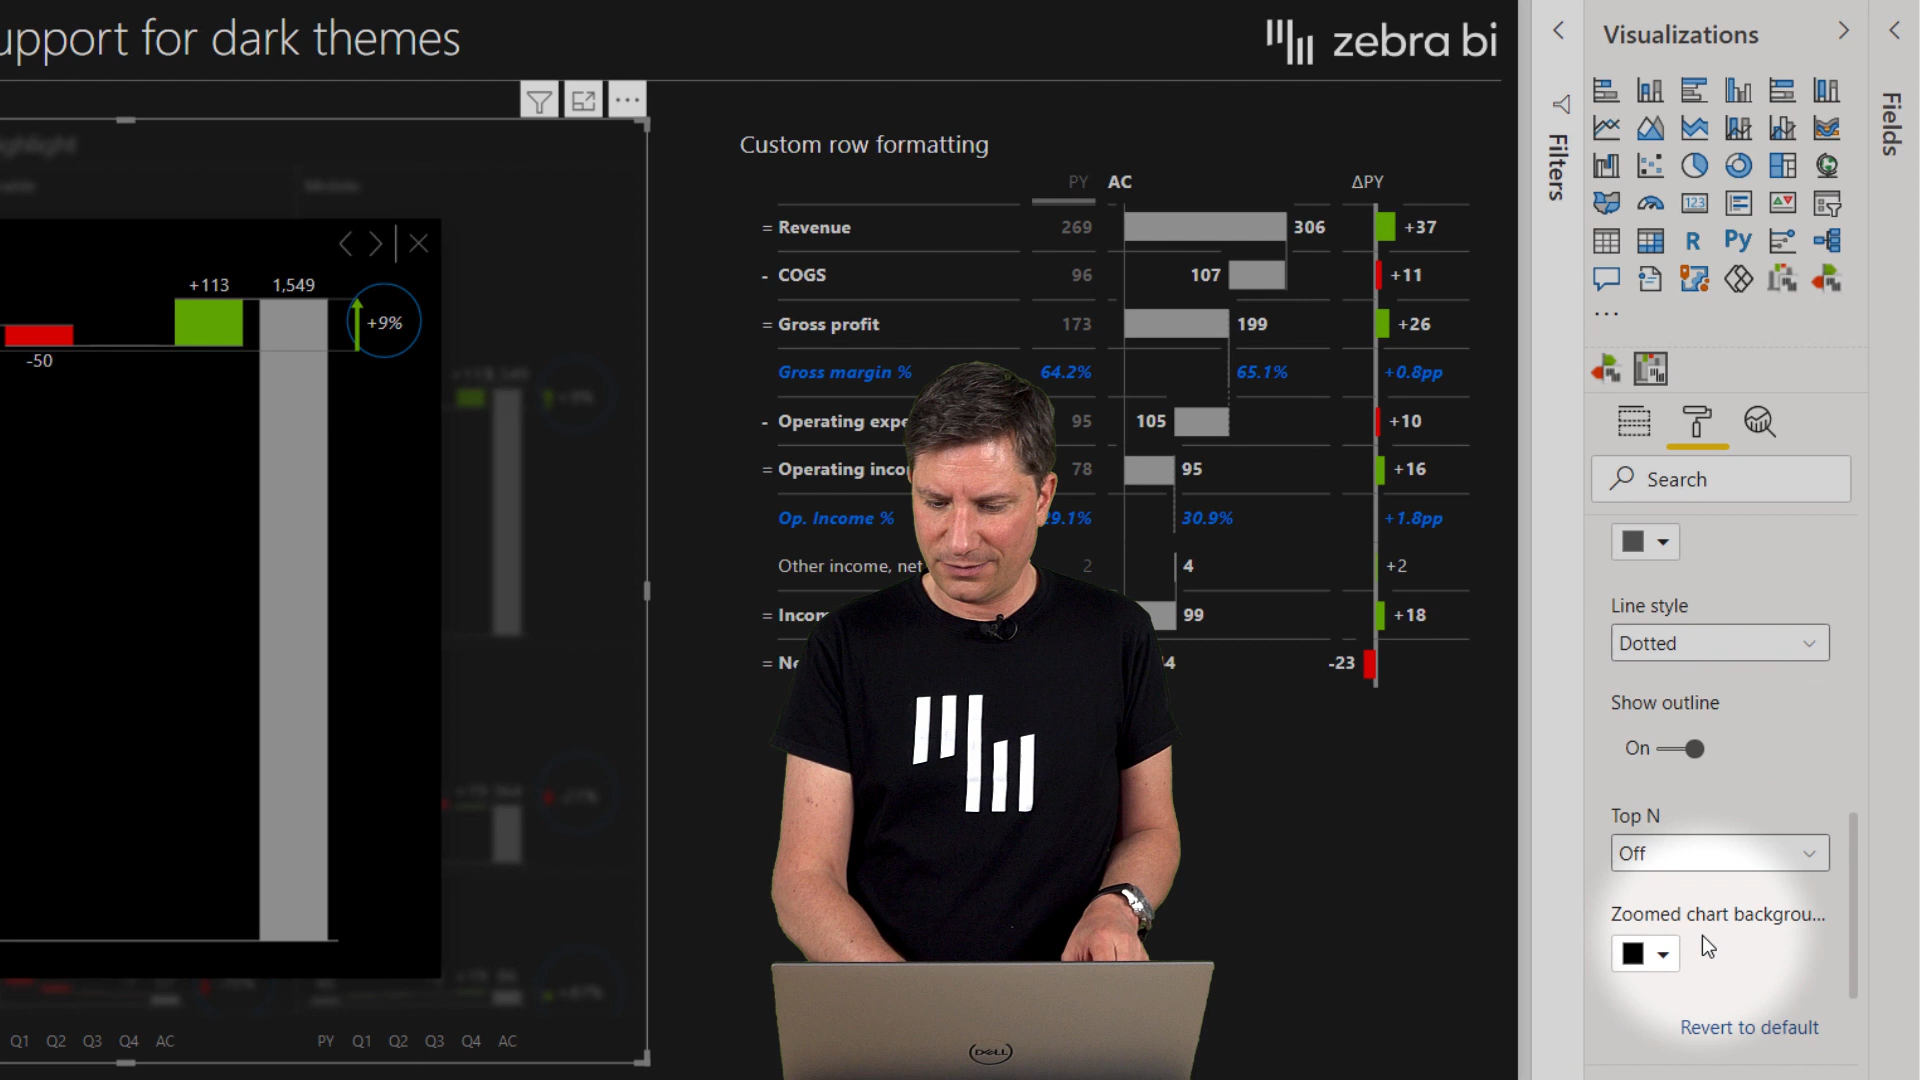 upport for dark themes
zebra bi
+113
1,549
+9%
-50
Q1 Q2 Q3 Q4 AC
PY Q1 Q2 Q3 Q4 AC
Custom row formatting
PY AC ΔPY
= Revenue 269 306 +37
- COGS 96 107 +11
= Gross profit 173 199 +26
Gross margin % 64.2% 65.1% +0.8pp
- Operating expe 95 105 +10
= Operating inco 78 95 +16
Op. Income % 9.1% 30.9% +1.8pp
Other income, net 2 4 +2
= Incom 99 +18
= Ne 4 -23
DELL
Filters
Visualizations
123
R Py
Search
Line style
Dotted
Show outline
On
Top N
Off
Zoomed chart backgrou...
Revert to default
Fields